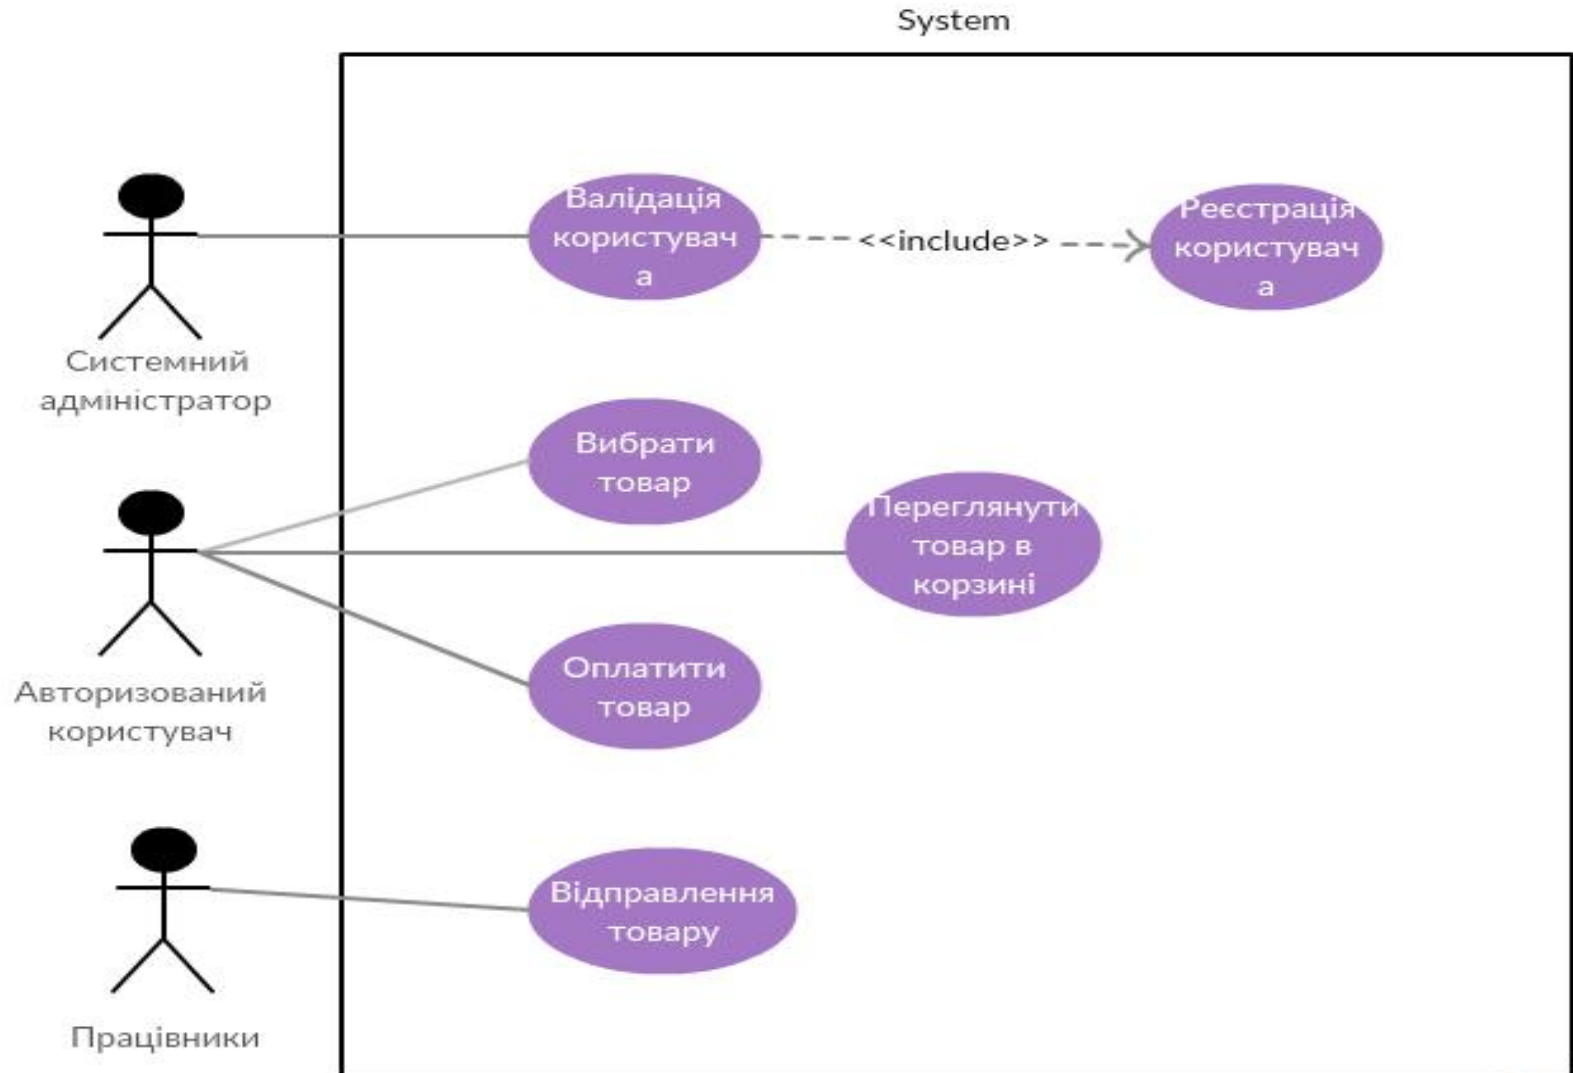 System
Валідація
користувач
а
<<include>>
Реєстрація
користувач
а
Системний
адміністратор
Вибрати
товар
Переглянути
товар в
корзині
Авторизований
користувач
Оплатити
товар
Відправлення
товару
Працівники